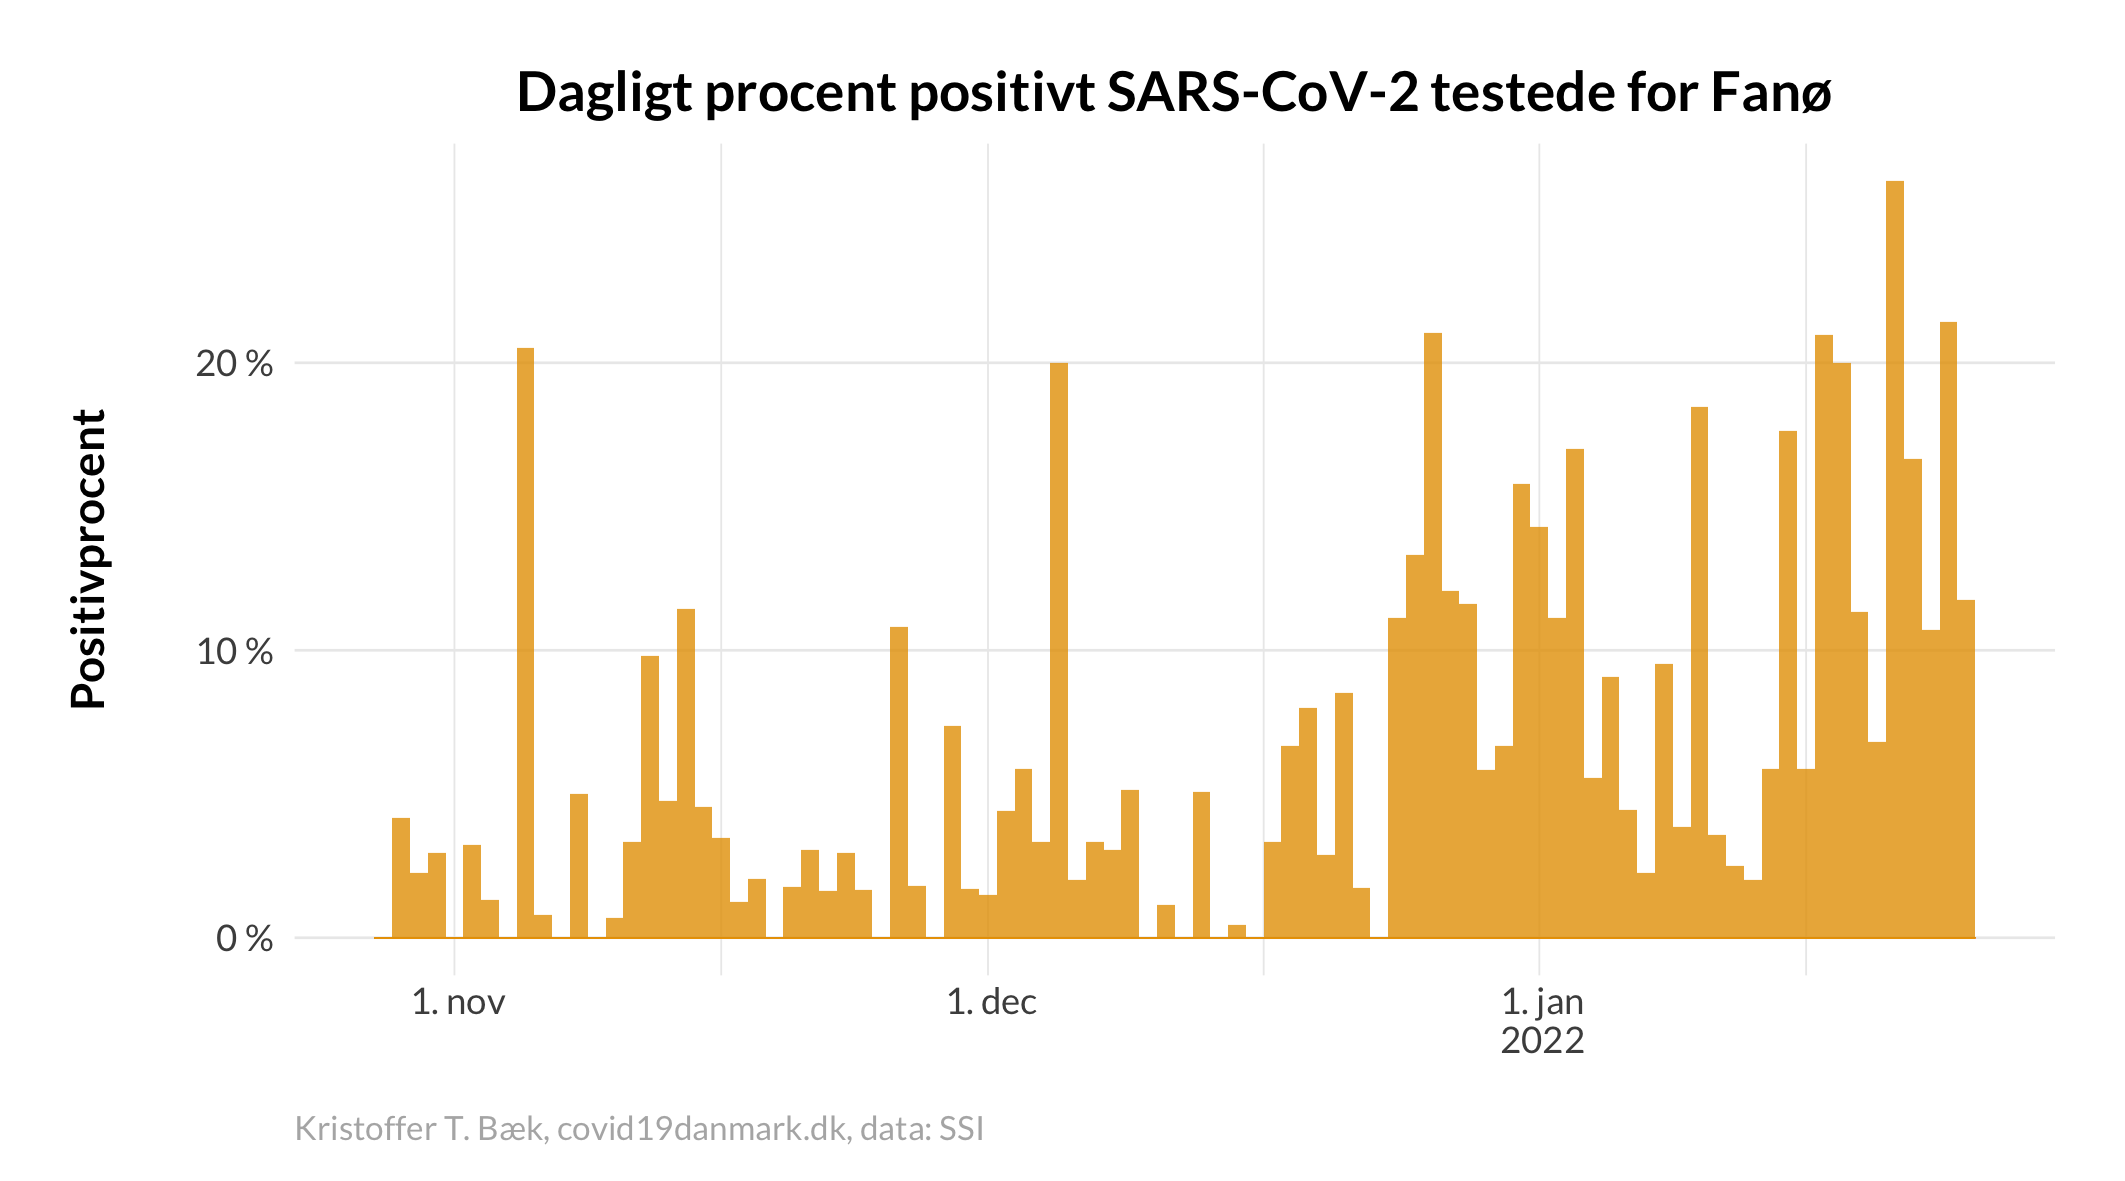 Dagligt procent positivt SARS-CoV-2 testede for Fanø
Positivprocent
20 %
10 %
0 %
1. nov
1. dec
1. jan
2022
Kristoffer T. Bæk, covid19danmark.dk, data: SSI